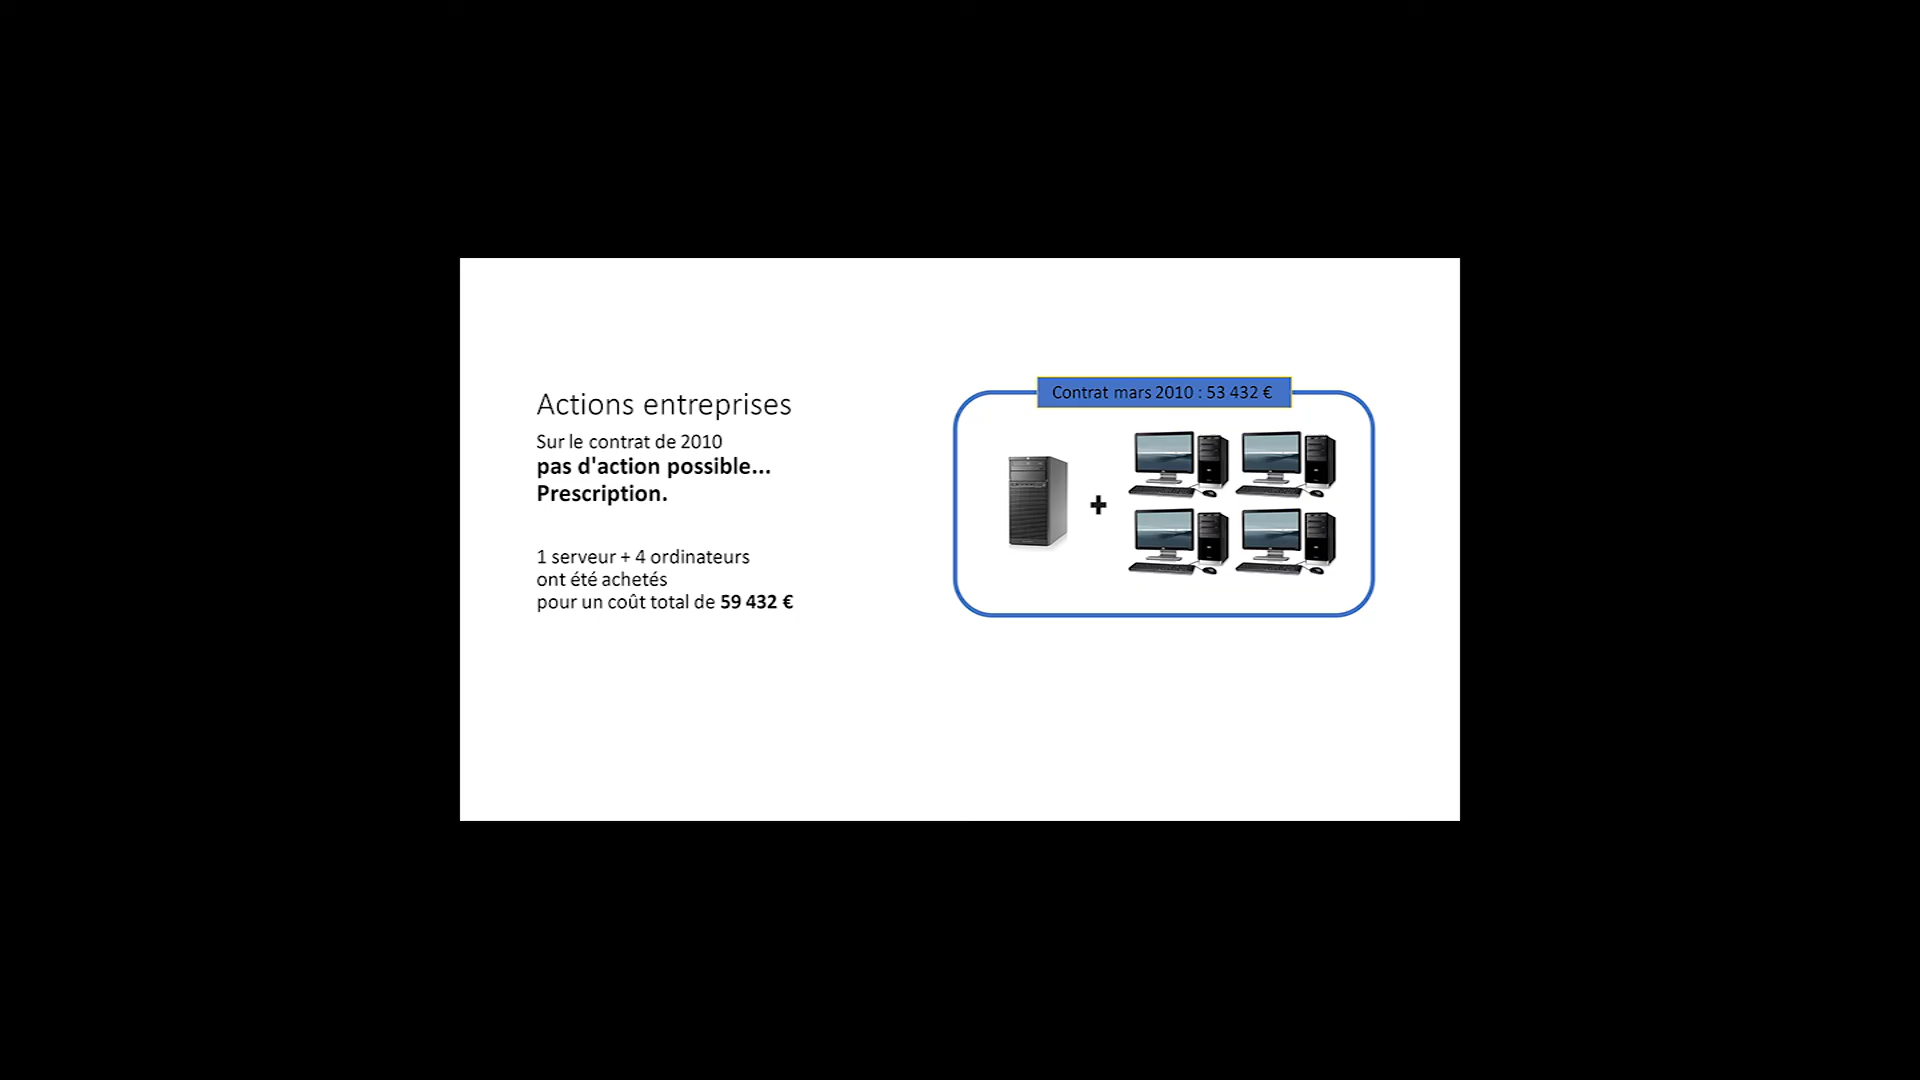 Actions entreprises
Sur le contrat de 2010
pas d'action possible...
Prescription.
1 serveur + 4 ordinateurs
ont été achetés
pour un coût total de 59 432 €
Contrat mars 2010 : 53 432 €
+